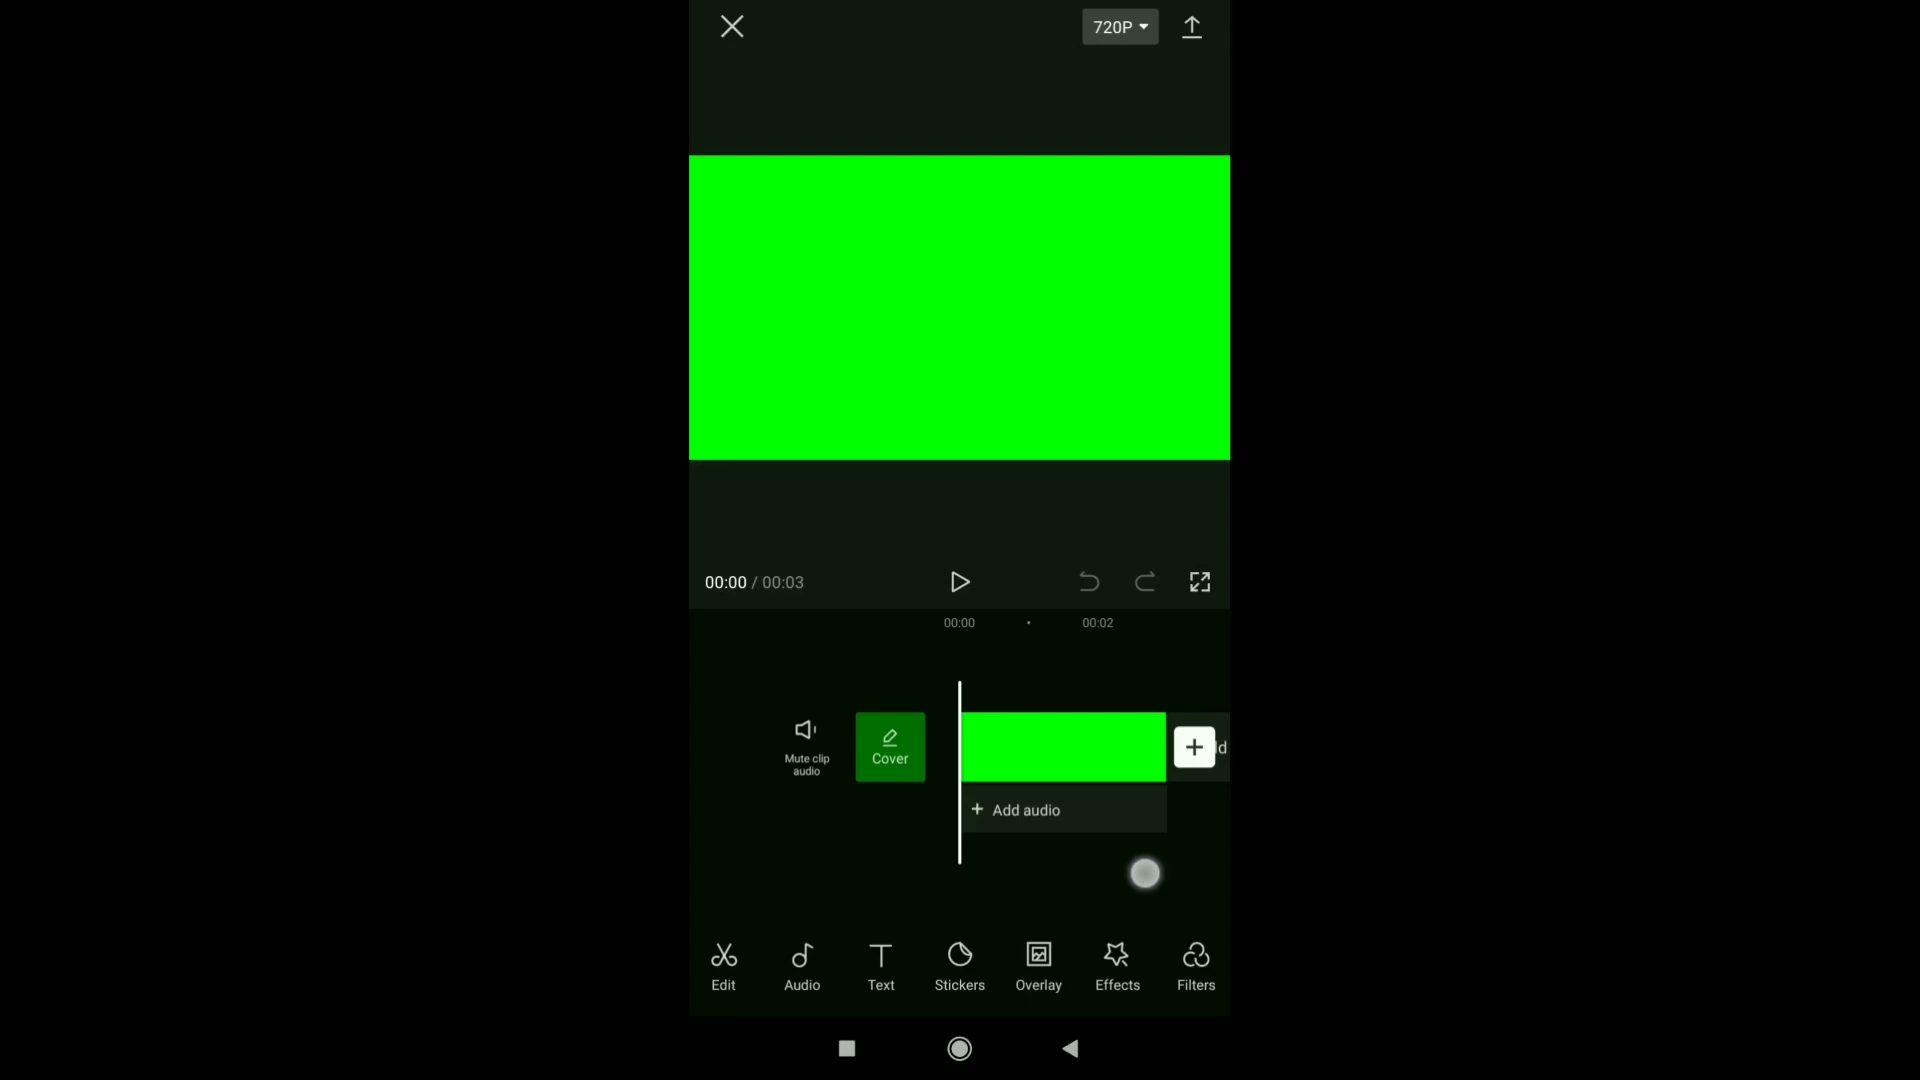 720P
00:00 / 00:03
00:00 00:02
Mute clip
audio
Cover
+ Add audio
Edit Audio Text Stickers Overlay Effects Filters